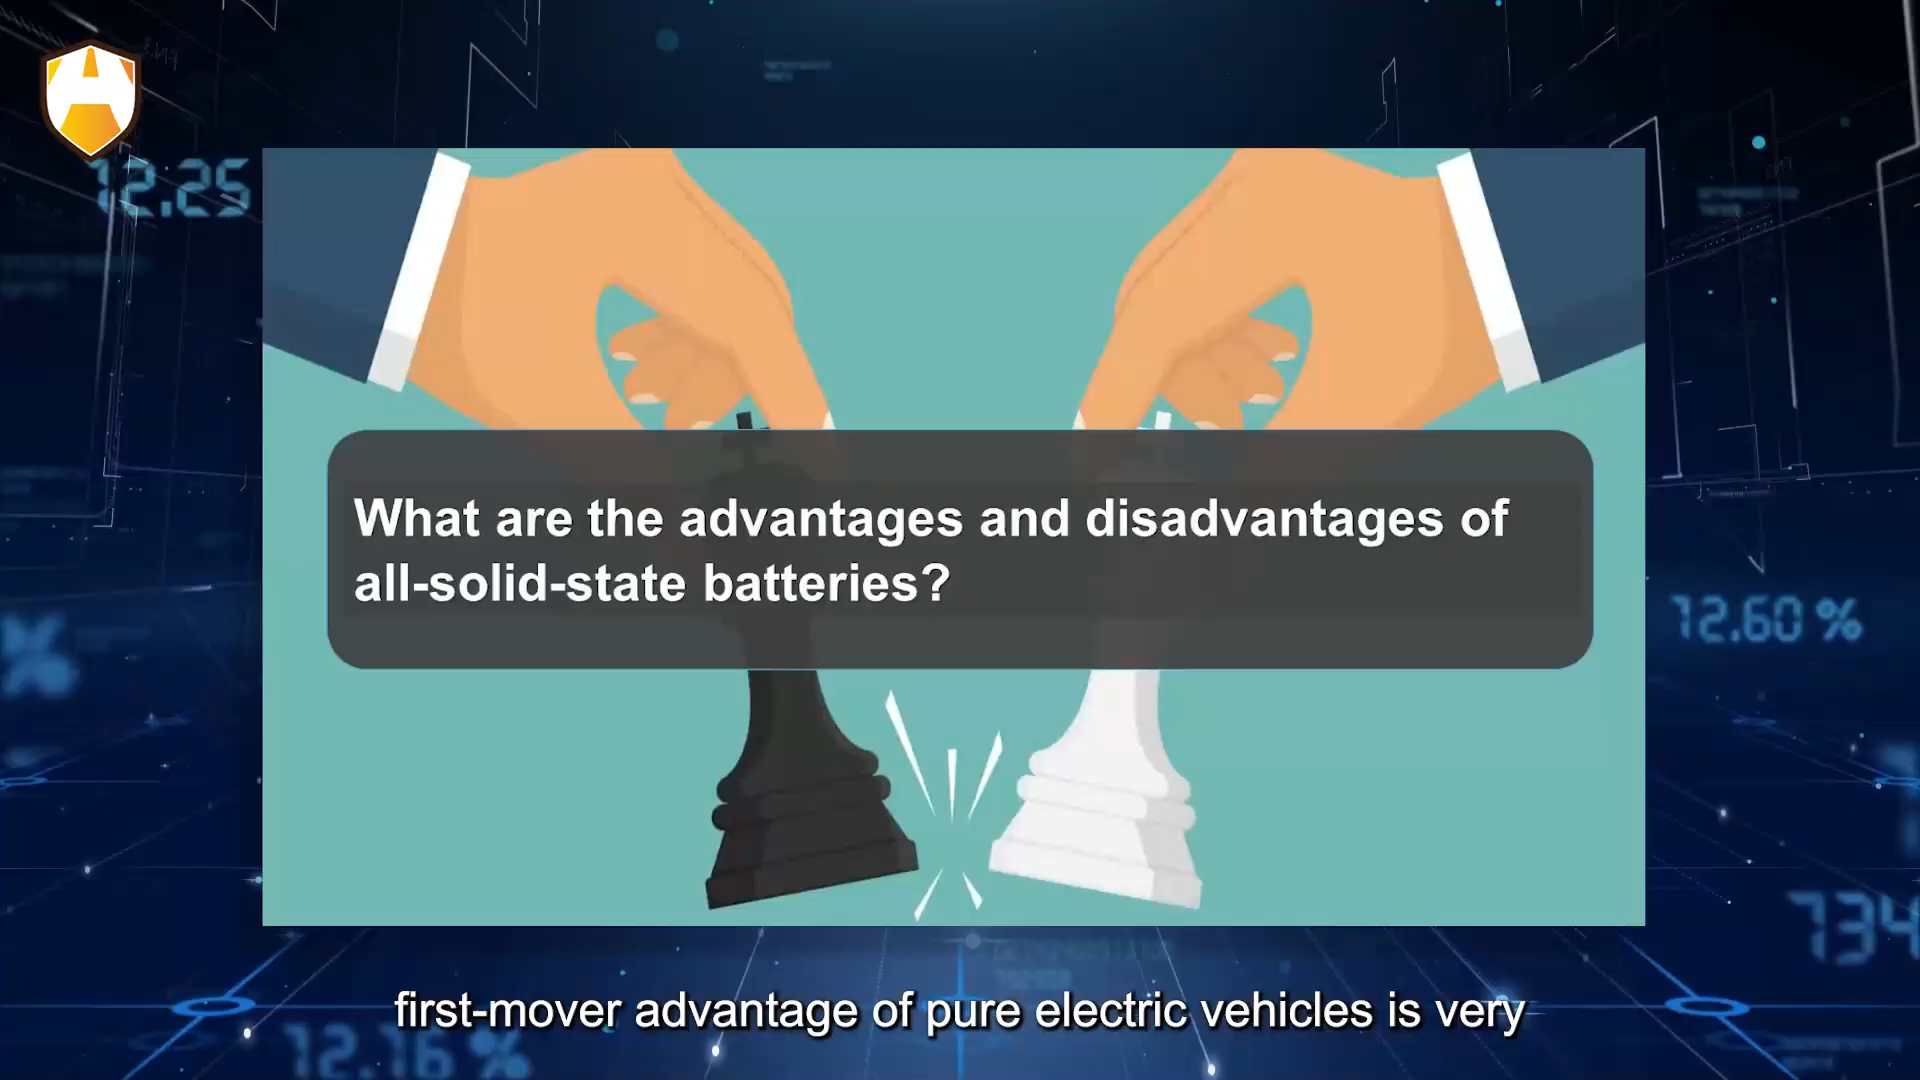 12.25
What are the advantages and disadvantages of
all-solid-state batteries?
12.60 %
%
734
first-mover advantage of pure electric vehicles is very
12.16 %